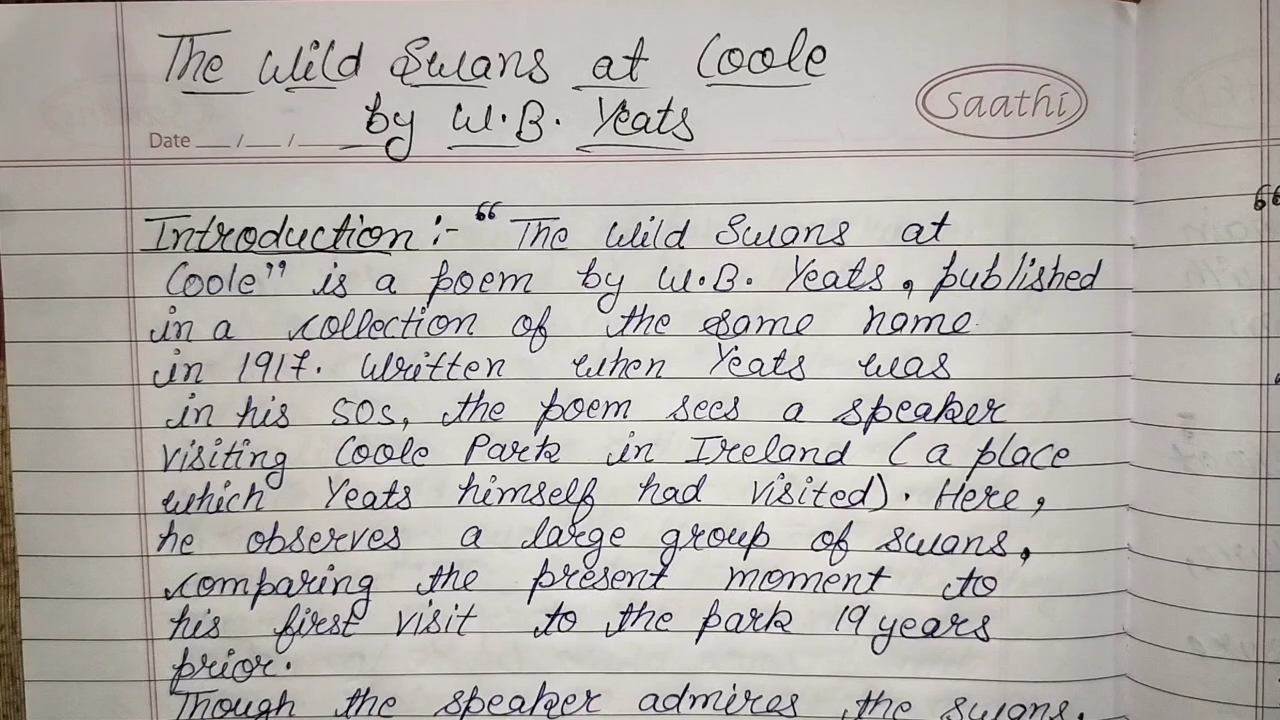 The Wild Swans at Coole
by W.B. Yeats
Saathi
Date __/__/__
Introduction :- "The Wild Swans at
Coole" is a poem by W.B. Yeats, published
in a collection of the same name
in 1917. Written when Yeats was
in his 50s, the poem sees a speaker
visiting Coole Park in Ireland (a place
which Yeats himself had visited). Here,
he observes a large group of swans,
comparing the present moment to
his first visit to the park 19 years
prior.
Though the speaker admires the swans.